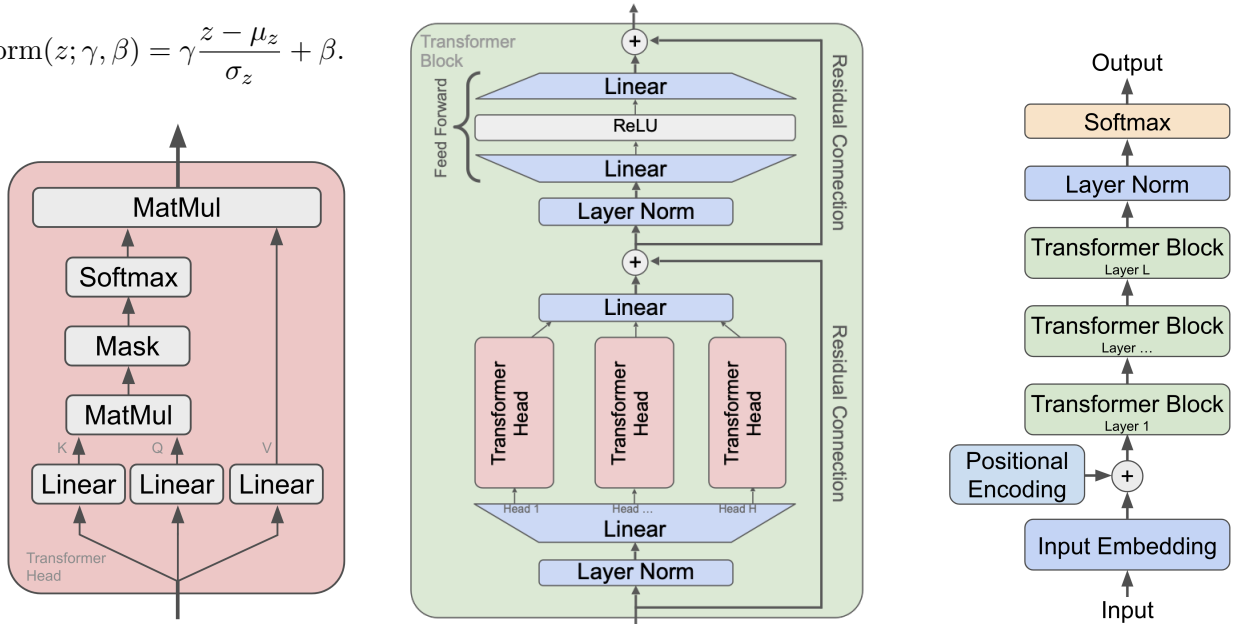 orm(z; γ, β) = γ (z − μ_z)/σ_z + β.
MatMul
Softmax
Mask
MatMul
K
Q
V
Linear
Linear
Linear
Transformer
Head
Transformer
Block
Linear
ReLU
Linear
Feed Forward
Layer Norm
Residual Connection
Linear
Transformer
Head
Transformer
Head
Transformer
Head
Residual Connection
Head 1
Head ...
Head H
Linear
Layer Norm
Output
Softmax
Layer Norm
Transformer Block
Layer L
Transformer Block
Layer ...
Transformer Block
Layer 1
Positional
Encoding
+
Input Embedding
Input